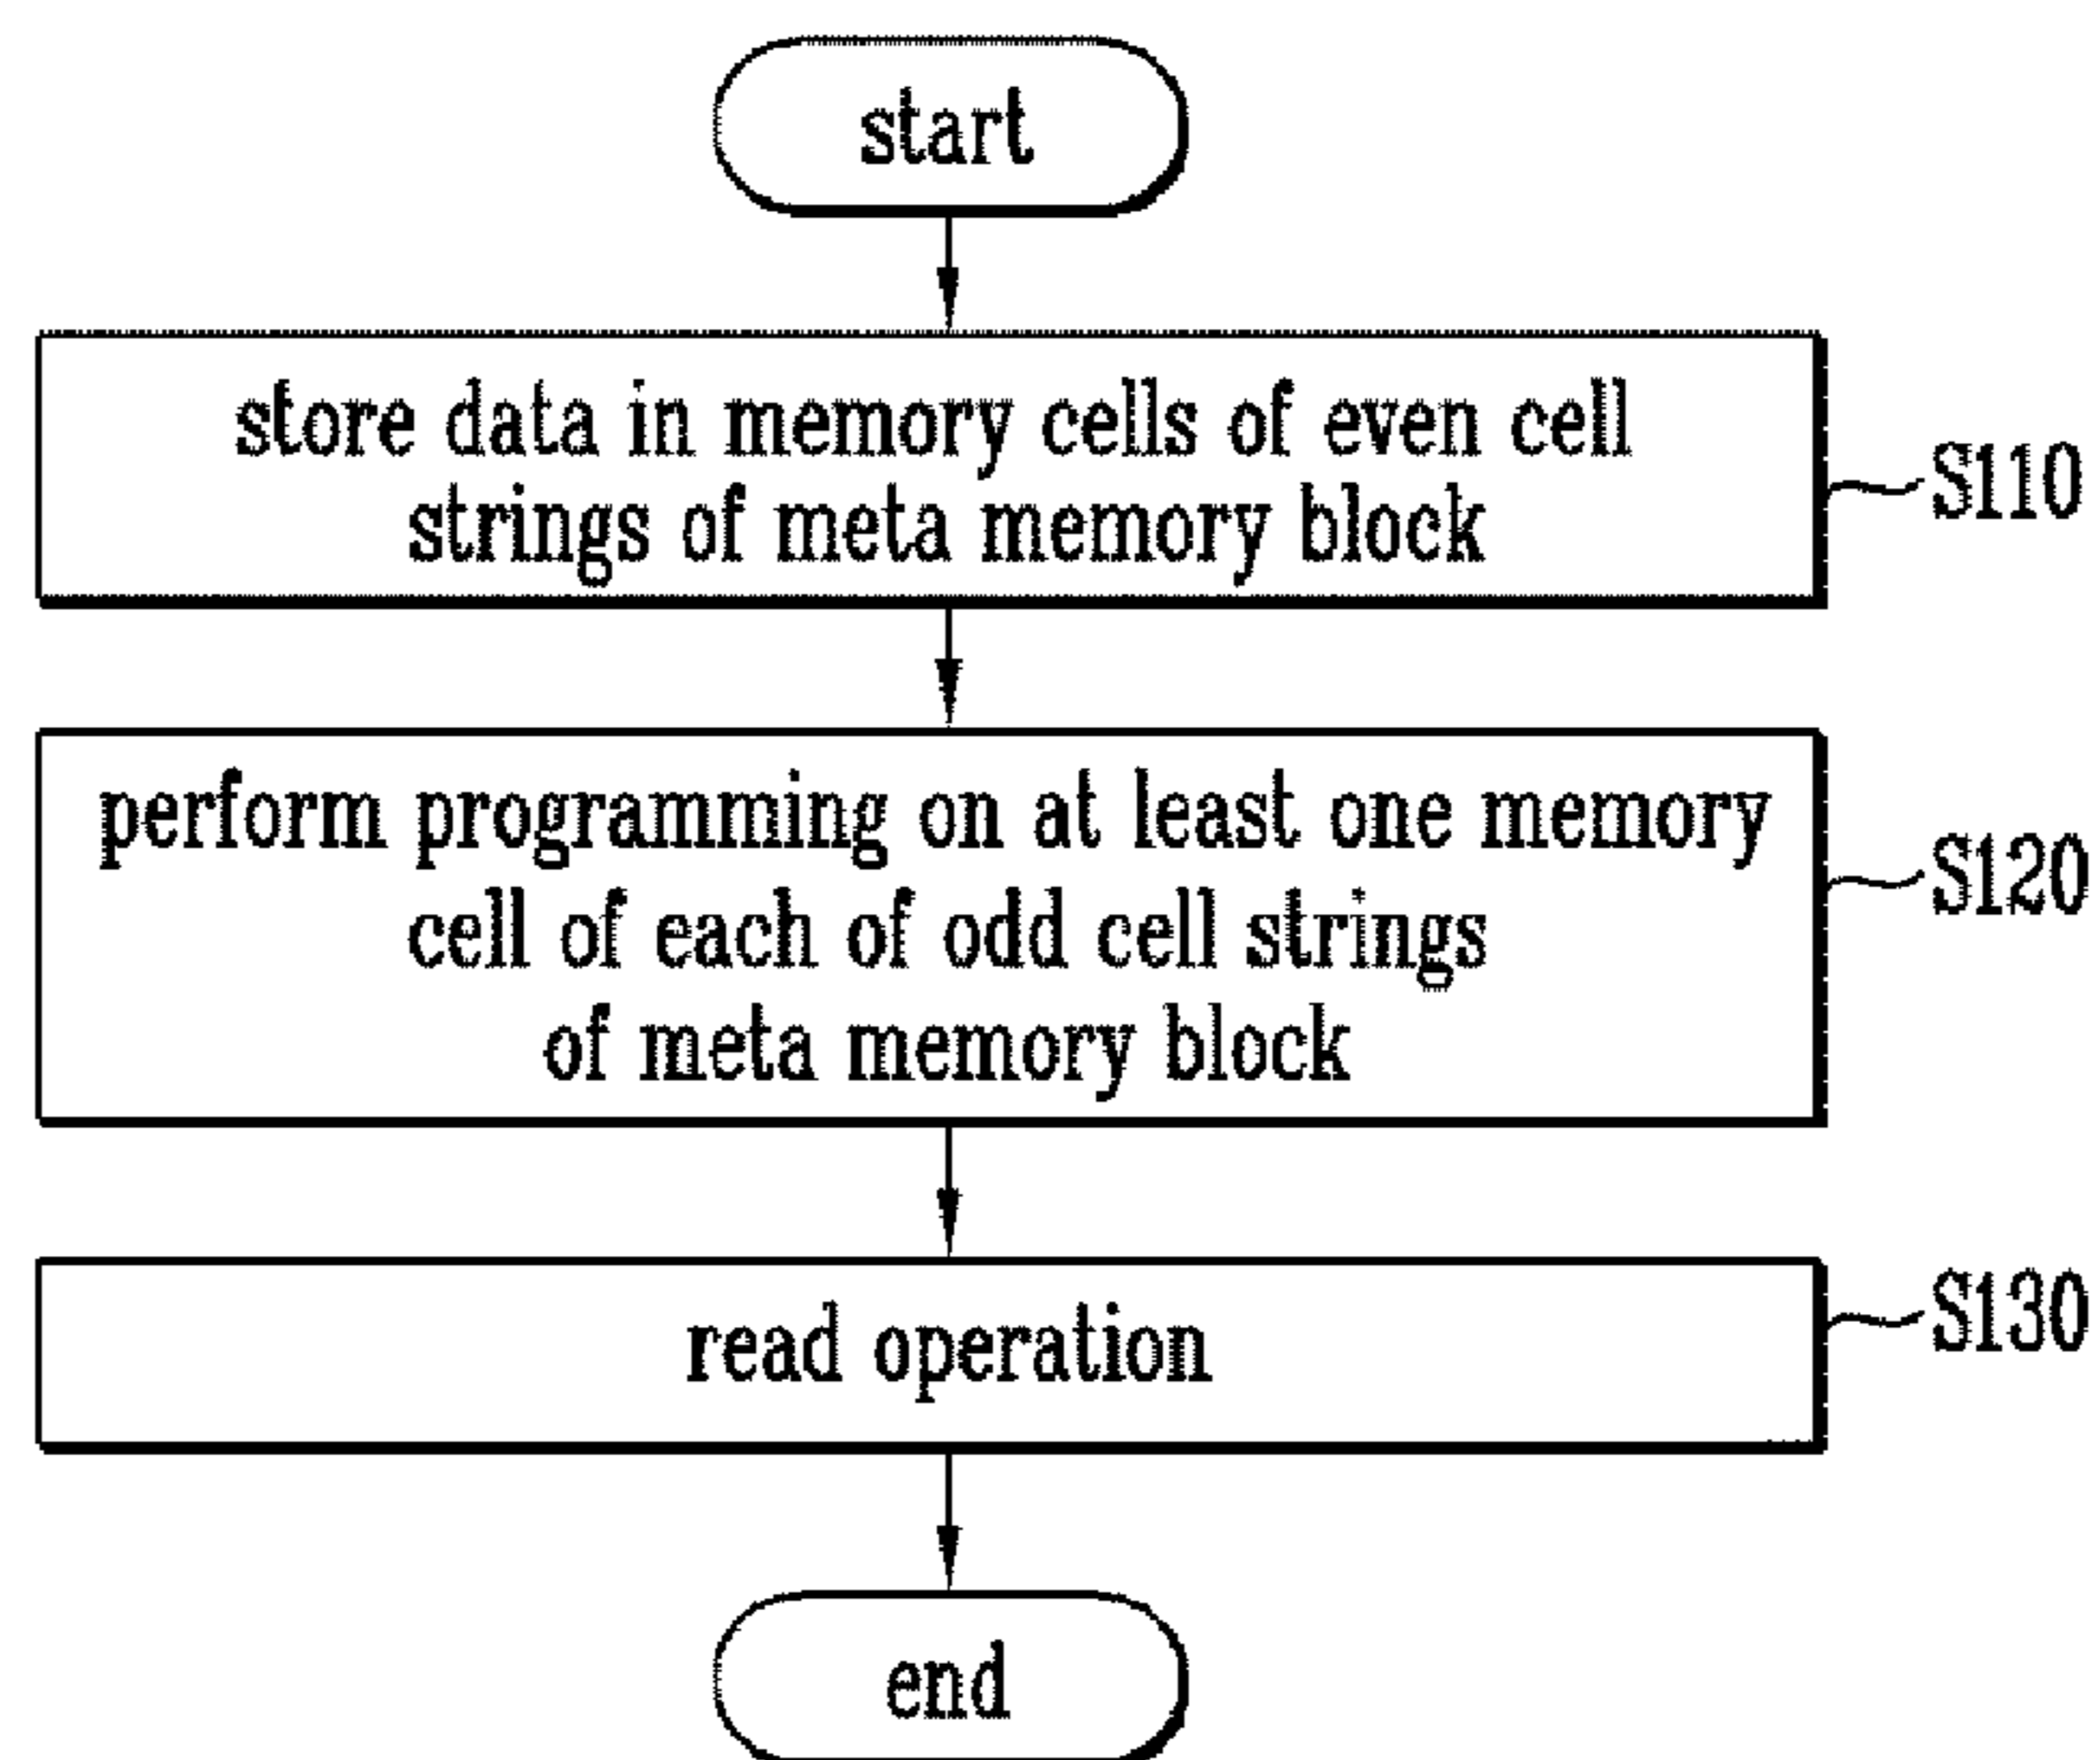 start
store data in memory cells of even cell
strings of meta memory block
S110
perform programming on at least one memory
cell of each of odd cell strings
of meta memory block
S120
read operation
S130
end